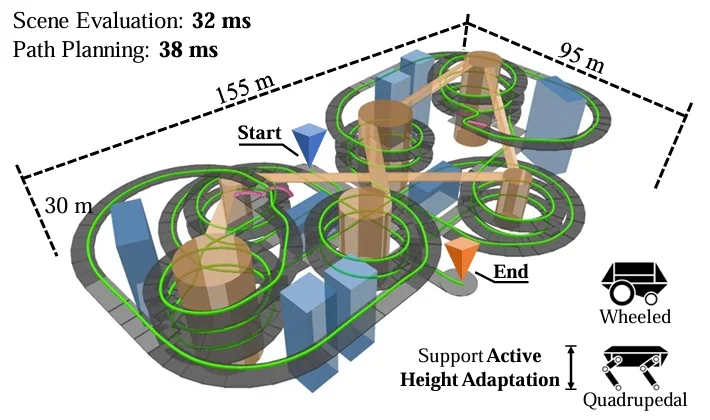 Scene Evaluation: 32 ms
Path Planning: 38 ms
155 m
95 m
Start
30 m
End
Wheeled
Support Active
Height Adaptation
Quadrupedal